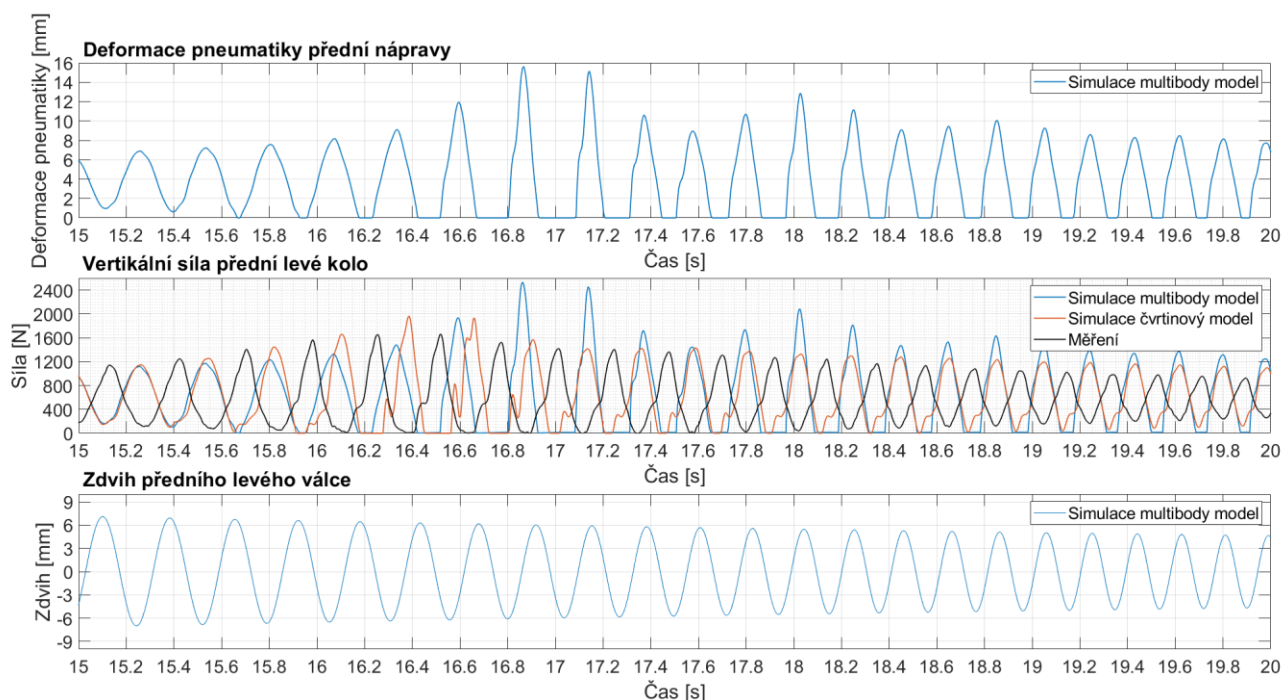 Deformace pneumatiky přední nápravy
Deformace pneumatiky [mm]
16
14
12
10
8
6
4
2
0
Simulace multibody model
15 15.2 15.4 15.6 15.8 16 16.2 16.4 16.6 16.8 17 17.2 17.4 17.6 17.8 18 18.2 18.4 18.6 18.8 19 19.2 19.4 19.6 19.8 20
Čas [s]
Vertikální síla přední levé kolo
Síla [N]
2400
2000
1600
1200
800
400
0
Simulace multibody model
Simulace čvrtinový model
Měření
15 15.2 15.4 15.6 15.8 16 16.2 16.4 16.6 16.8 17 17.2 17.4 17.6 17.8 18 18.2 18.4 18.6 18.8 19 19.2 19.4 19.6 19.8 20
Čas [s]
Zdvih předního levého válce
Zdvih [mm]
9
6
3
0
-3
-6
-9
Simulace multibody model
15 15.2 15.4 15.6 15.8 16 16.2 16.4 16.6 16.8 17 17.2 17.4 17.6 17.8 18 18.2 18.4 18.6 18.8 19 19.2 19.4 19.6 19.8 20
Čas [s]